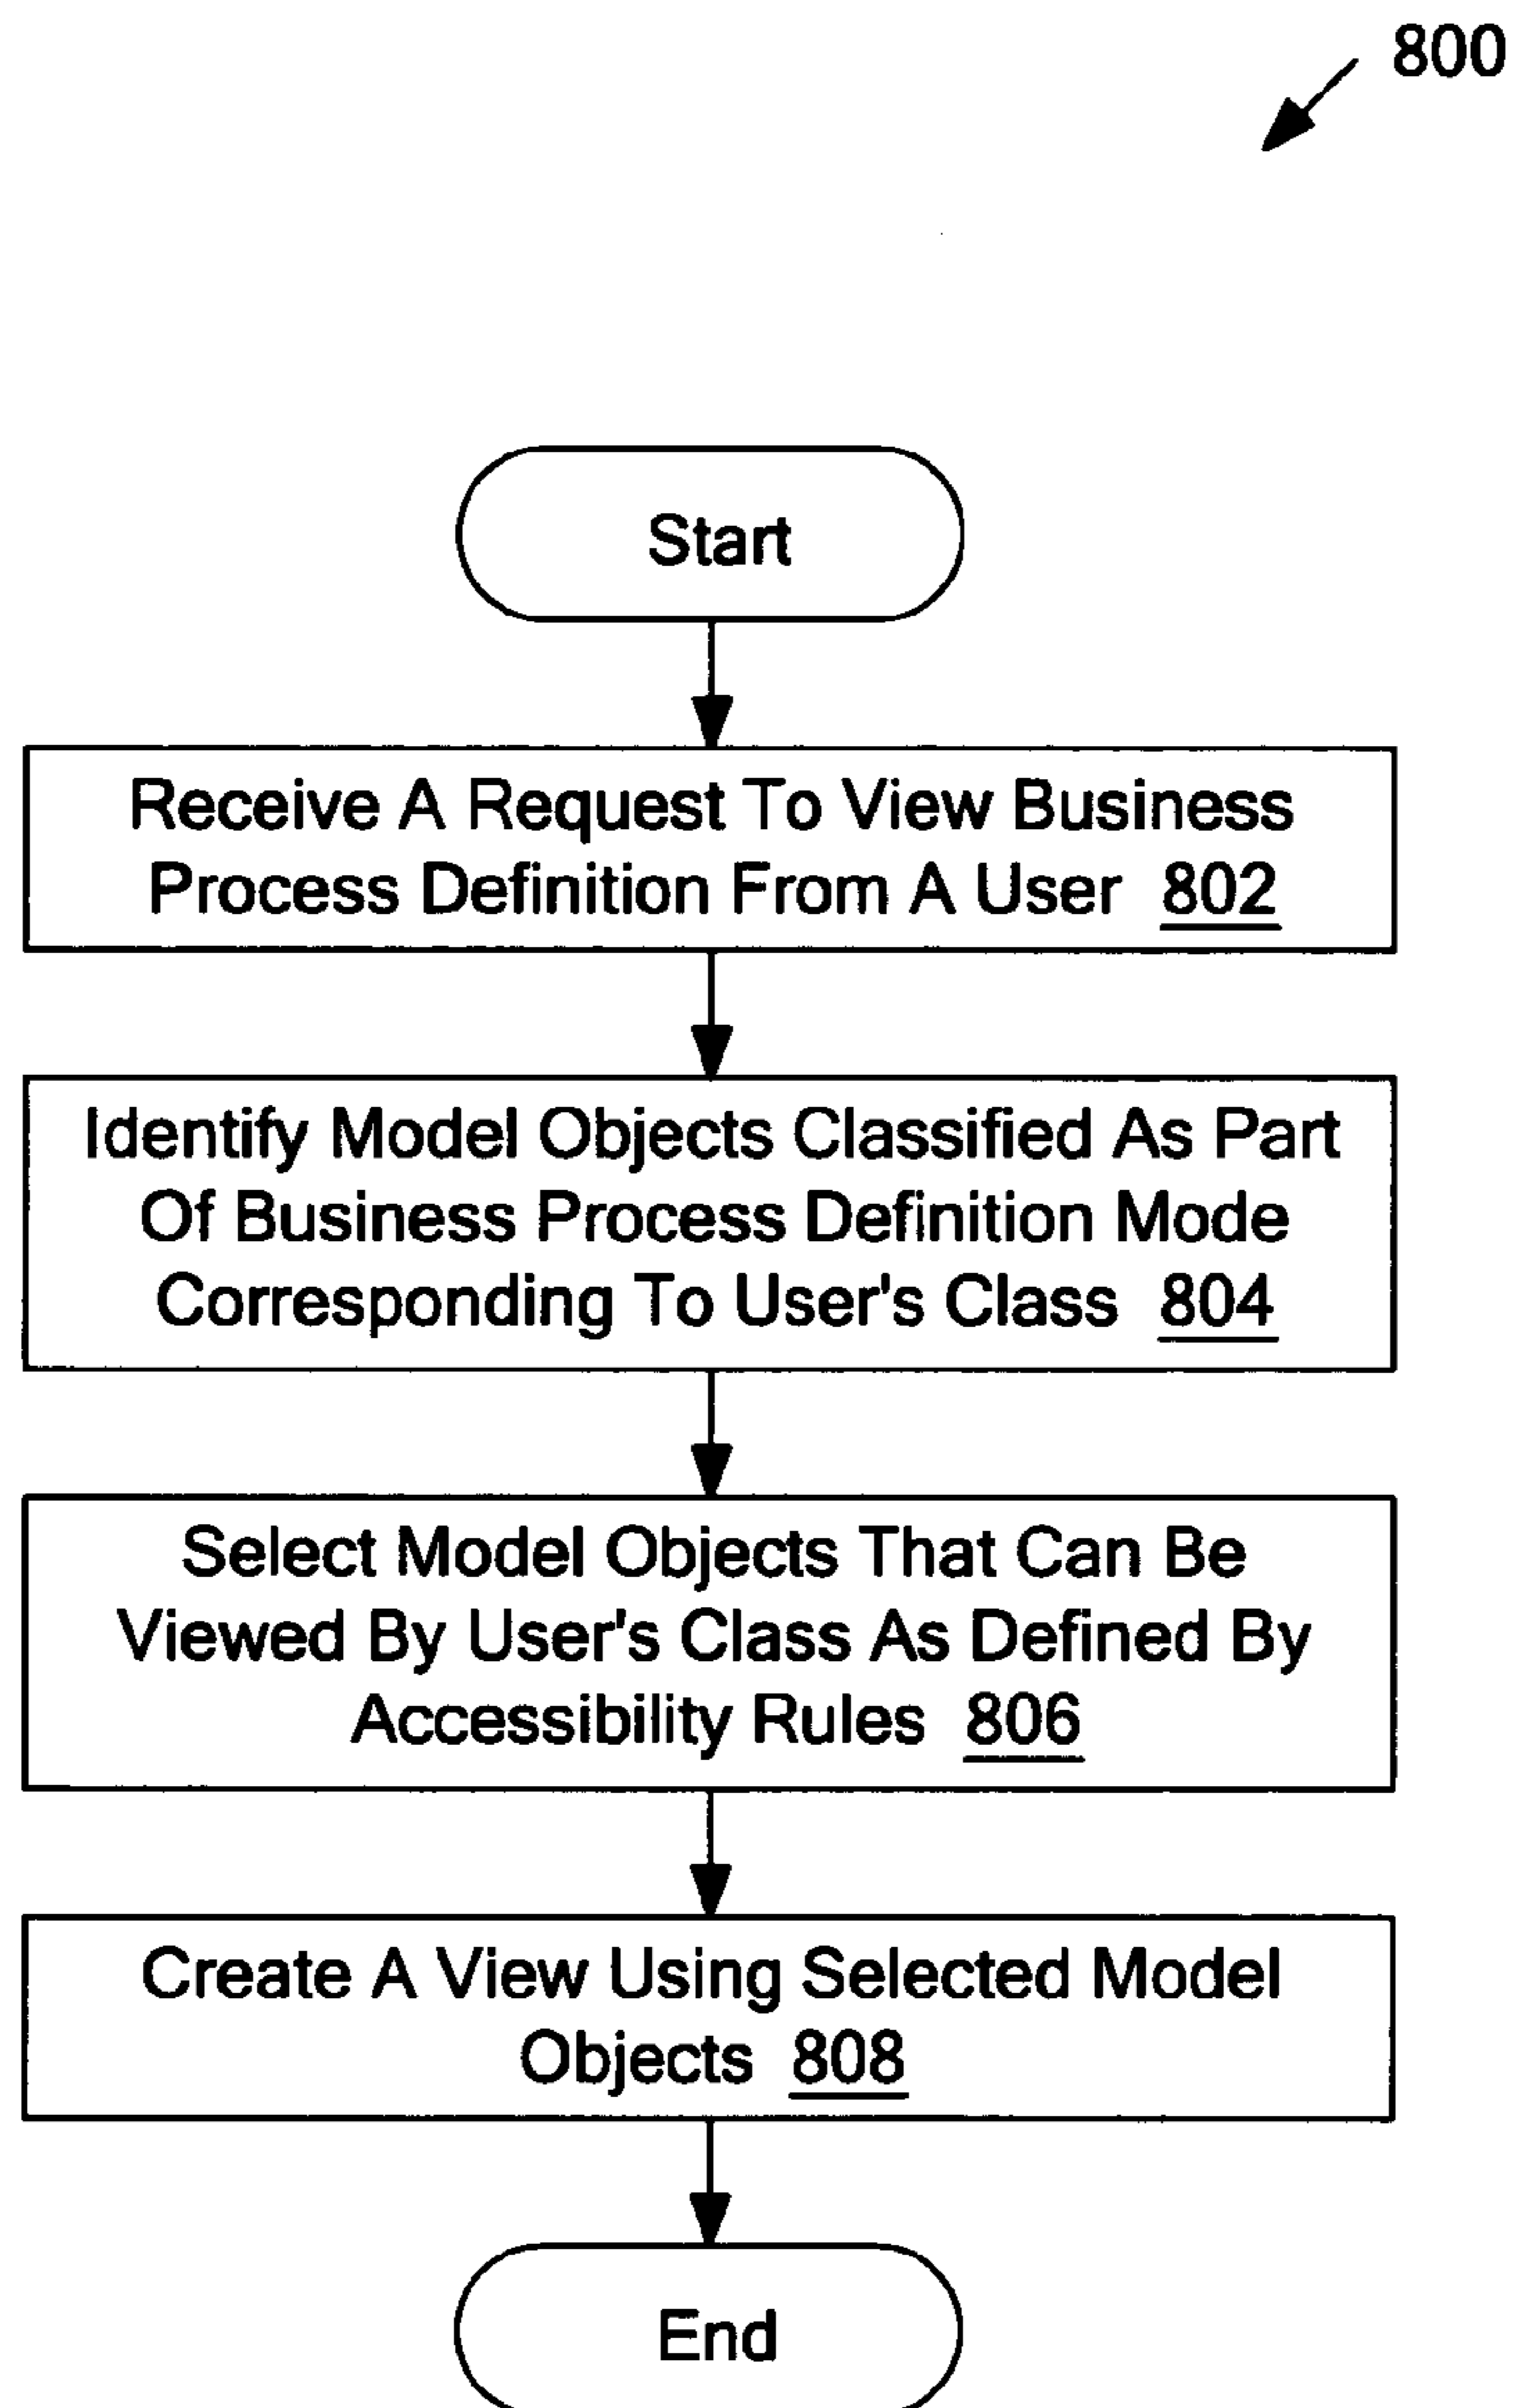 800
Start
Receive A Request To View Business
Process Definition From A User 802
Identify Model Objects Classified As Part
Of Business Process Definition Mode
Corresponding To User's Class 804
Select Model Objects That Can Be
Viewed By User's Class As Defined By
Accessibility Rules 806
Create A View Using Selected Model
Objects 808
End